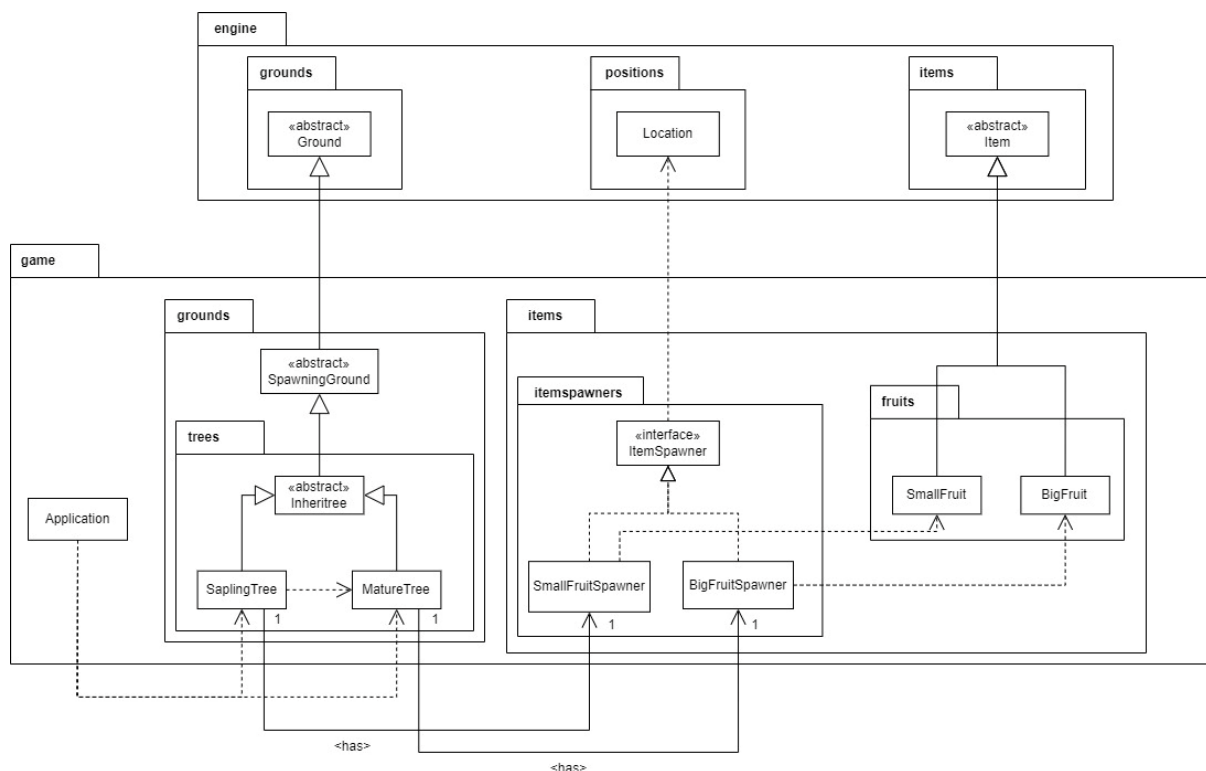 engine
grounds
positions
items
«abstract»
Ground
Location
«abstract»
Item
game
grounds
items
«abstract»
SpawningGround
itemspawners
fruits
trees
«interface»
ItemSpawner
«abstract»
Inheritree
SmallFruit
BigFruit
Application
SaplingTree
MatureTree
SmallFruitSpawner
BigFruitSpawner
1
1
1
1
<has>
<has>